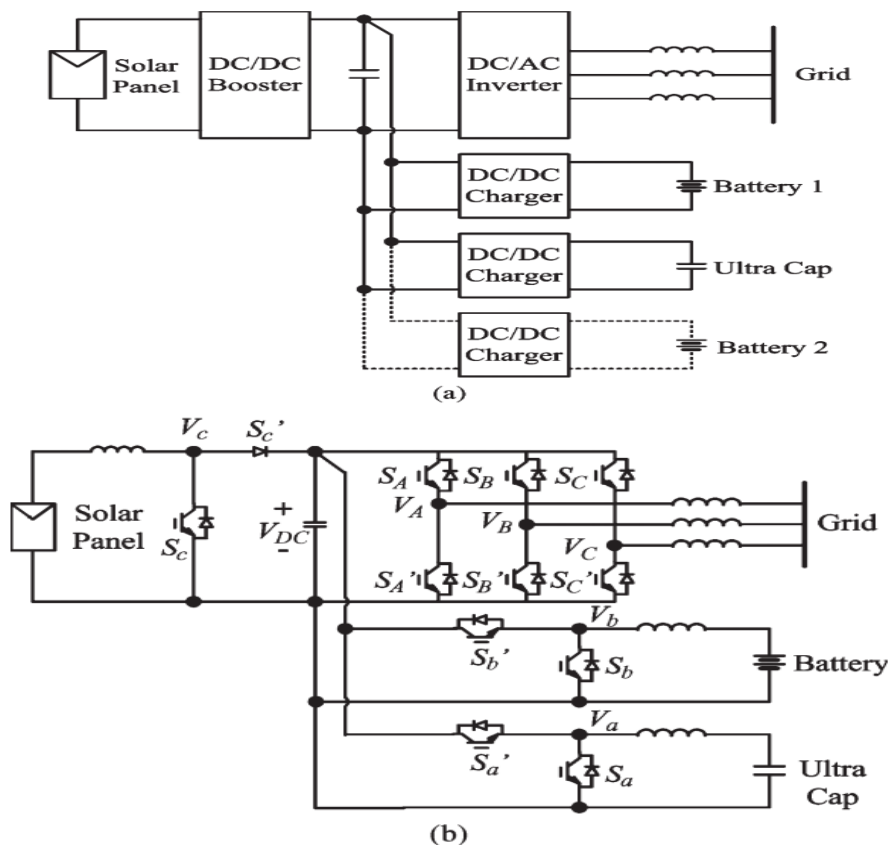 Solar
Panel
DC/DC
Booster
DC/AC
Inverter
Grid
DC/DC
Charger
Battery 1
DC/DC
Charger
Ultra Cap
DC/DC
Charger
Battery 2
(a)
Vc
Sc'
Solar
Panel
Sc
+
VDC
-
SA
SB
SC
VA
VB
VC
Grid
SA'
SB'
SC'
Vb
Sb'
Sb
Battery
Va
Sa'
Sa
Ultra
Cap
(b)